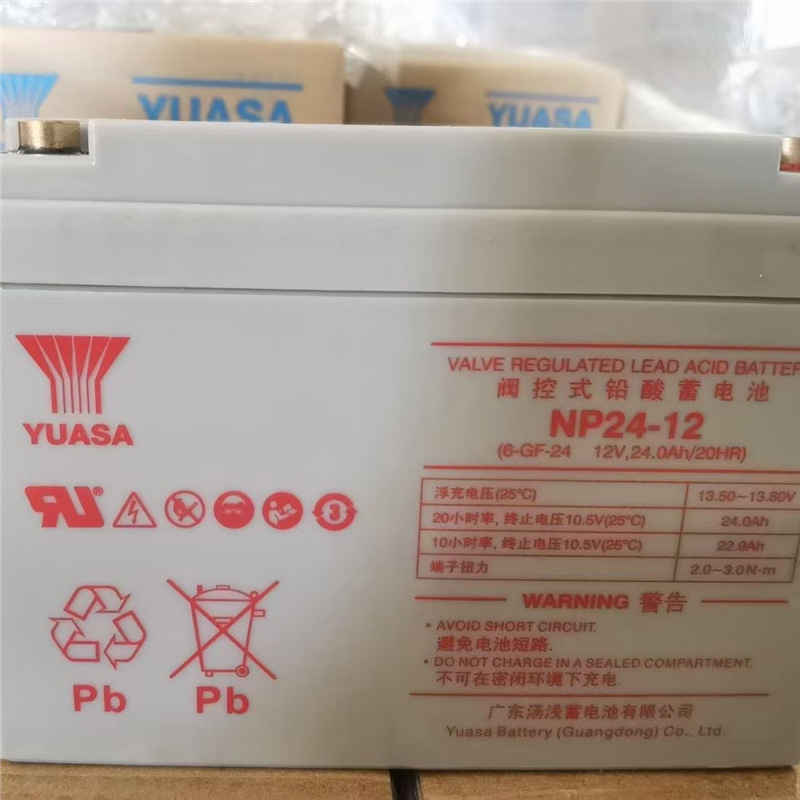 YUASA
YUASA
YUASA
VALVE REGULATED LEAD ACID BATTER
阀控式铅酸蓄电池
NP24-12
(6-GF-24 12V,24.0Ah/20HR)
浮充电压(25℃) 13.50~13.80V
20小时率, 终止电压10.5V(25℃) 24.0Ah
10小时率, 终止电压10.5V(25℃) 22.9Ah
端子扭力 2.0~3.0N·m
WARNING 警告
• AVOID SHORT CIRCUIT.
避免电池短路.
• DO NOT CHARGE IN A SEALED COMPARTMENT.
不可在密闭环境下充电.
广东汤浅蓄电池有限公司
Yuasa Battery (Guangdong) Co., Ltd.
3
Pb
Pb